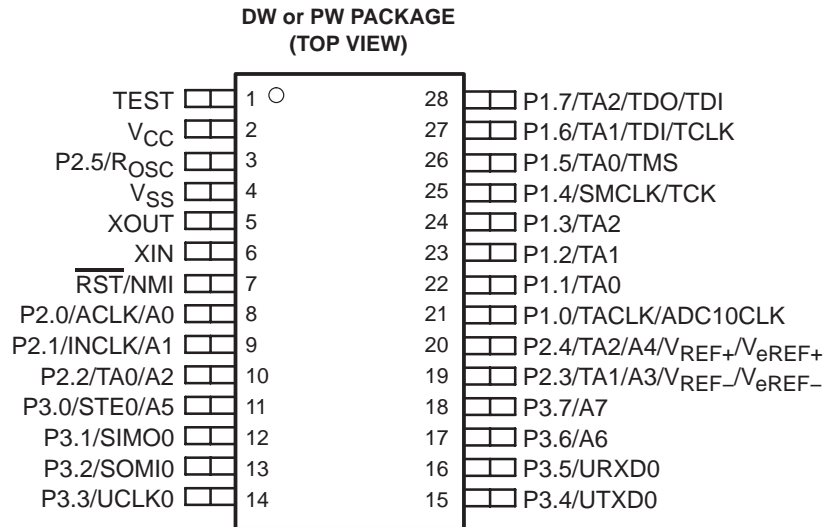 DW or PW PACKAGE
(TOP VIEW)
TEST 1 28 P1.7/TA2/TDO/TDI
VCC 2 27 P1.6/TA1/TDI/TCLK
P2.5/ROSC 3 26 P1.5/TA0/TMS
VSS 4 25 P1.4/SMCLK/TCK
XOUT 5 24 P1.3/TA2
XIN 6 23 P1.2/TA1
RST/NMI 7 22 P1.1/TA0
P2.0/ACLK/A0 8 21 P1.0/TACLK/ADC10CLK
P2.1/INCLK/A1 9 20 P2.4/TA2/A4/VREF+/VeREF+
P2.2/TA0/A2 10 19 P2.3/TA1/A3/VREF−/VeREF−
P3.0/STE0/A5 11 18 P3.7/A7
P3.1/SIMO0 12 17 P3.6/A6
P3.2/SOMI0 13 16 P3.5/URXD0
P3.3/UCLK0 14 15 P3.4/UTXD0